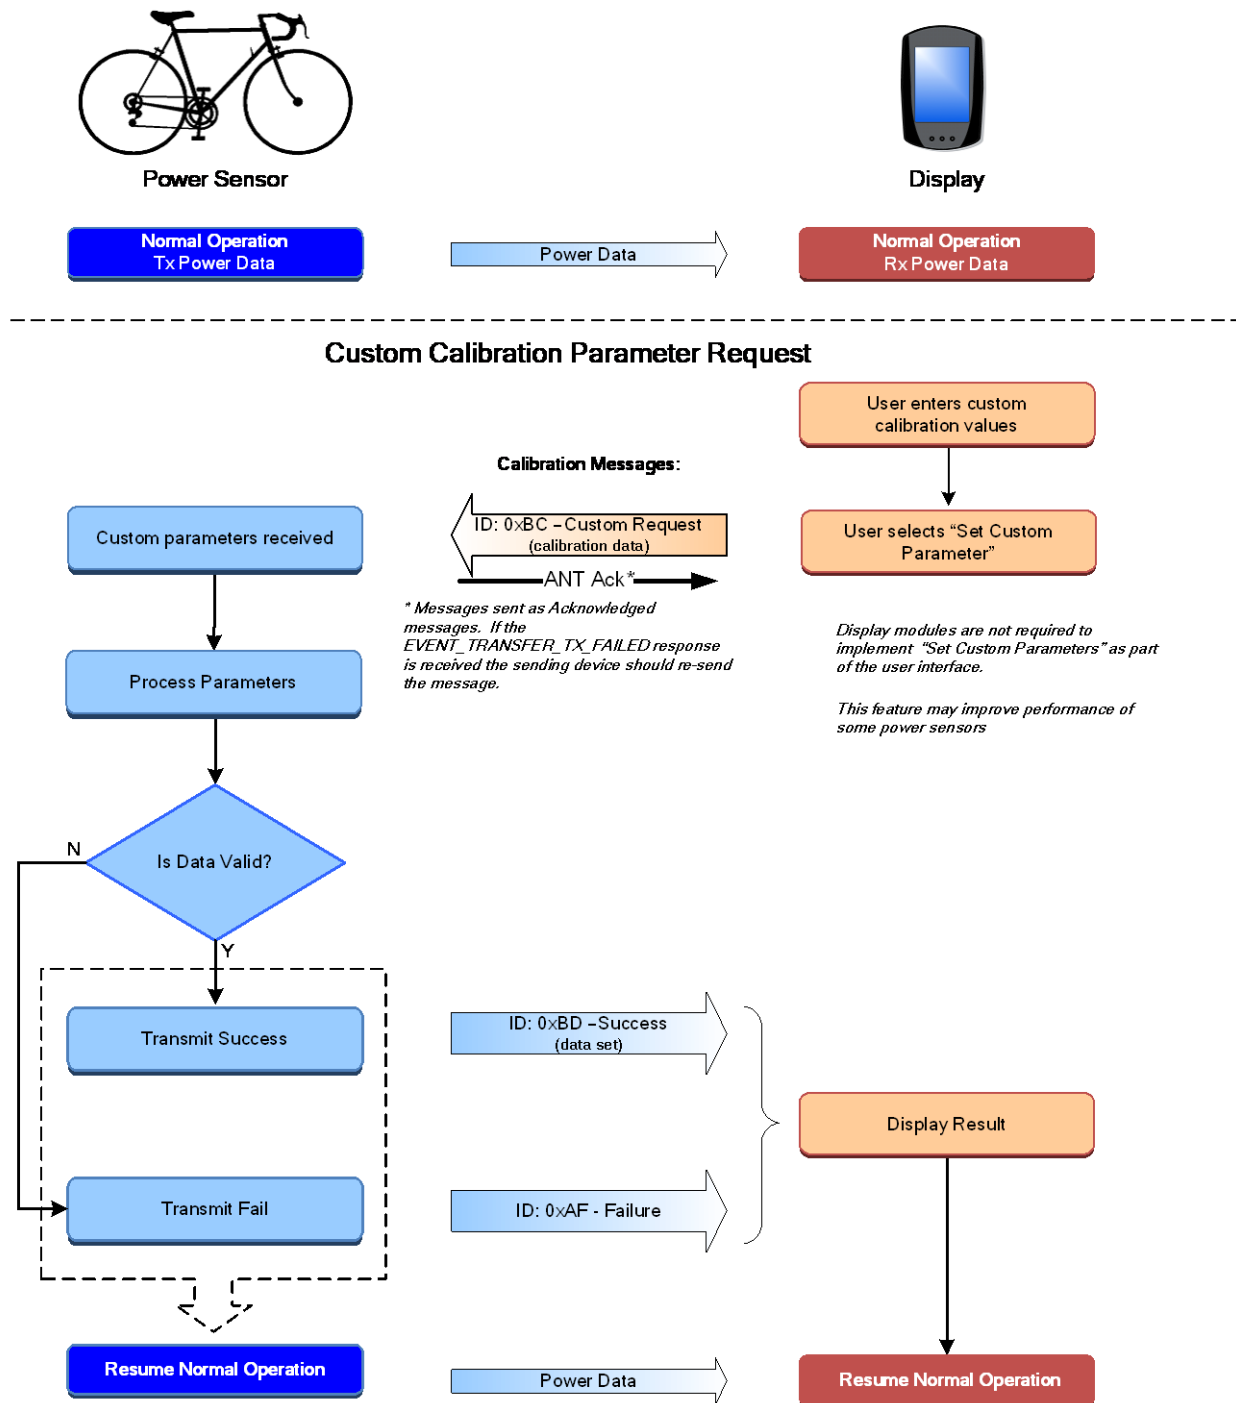 Power Sensor
Display
Normal Operation
Tx Power Data
Power Data
Normal Operation
Rx Power Data
Custom Calibration Parameter Request
User enters custom
calibration values
Calibration Messages:
Custom parameters received
ID: 0xBC – Custom Request
(calibration data)
User selects “Set Custom
Parameter”
ANT Ack*
* Messages sent as Acknowledged
messages. If the
EVENT_TRANSFER_TX_FAILED response
is received the sending device should re-send
the message.
Display modules are not required to
implement “Set Custom Parameters” as part
of the user interface.
This feature may improve performance of
some power sensors
Process Parameters
Is Data Valid?
N
Y
Transmit Success
ID: 0xBD – Success
(data set)
Display Result
Transmit Fail
ID: 0xAF - Failure
Resume Normal Operation
Power Data
Resume Normal Operation